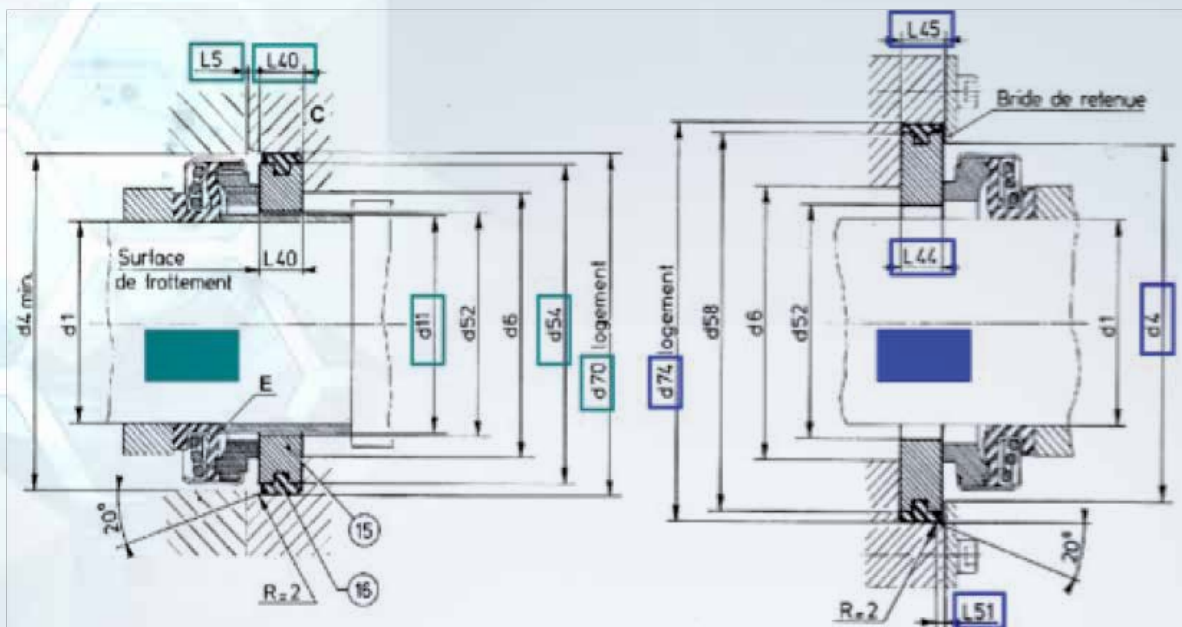 L5
L40
C
d4 min.
d1
Surface
de frottement
L40
d11
d52
d6
d54
d70 logement
E
20°
R=2
15
16
L45
Bride de retenue
d74 logement
d58
d6
d52
L44
d1
d4
20°
R=2
L51